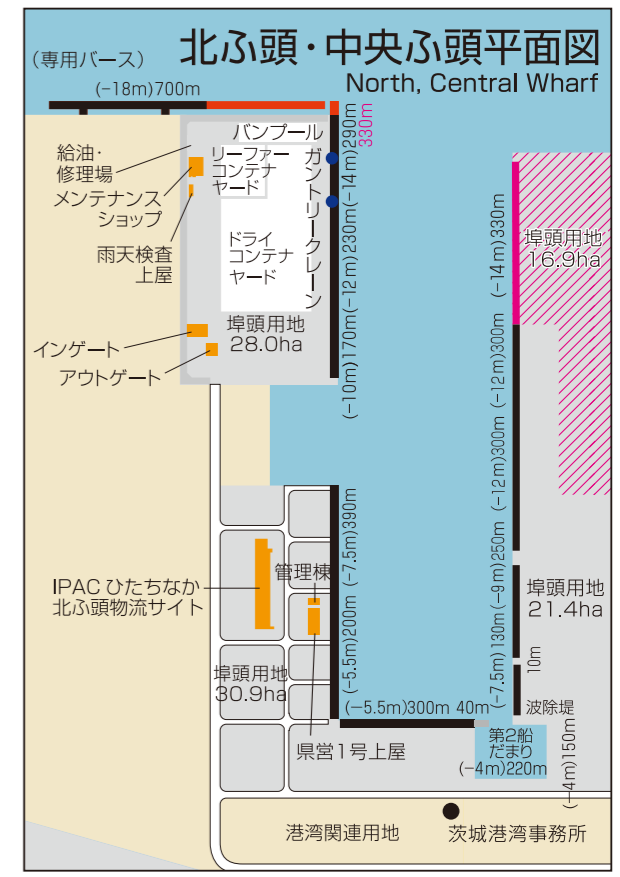 北ふ頭・中央ふ頭平面図
North, Central Wharf
（専用バース）
(−18m)700m
バンプール
リーファー
コンテナ
ヤード
ガントリークレーン
給油・
修理場
メンテナンス
ショップ
雨天検査
上屋
ドライ
コンテナ
ヤード
埠頭用地
28.0ha
インゲート
アウトゲート
(−10m)170m(−12m)230m(−14m)290m
330m
(−14m)330m
埠頭用地
16.9ha
(−12m)300m
(−12m)300m
(−9m)250m
(−7.5m)130m
10m
埠頭用地
21.4ha
(−7.5m)390m
(−5.5m)200m
管理棟
IPAC ひたちなか
北ふ頭物流サイト
埠頭用地
30.9ha
県営1号上屋
(−5.5m)300m 40m
波除堤
第2船
だまり
(−4m)220m
(−4m)150m
港湾関連用地
茨城港湾事務所